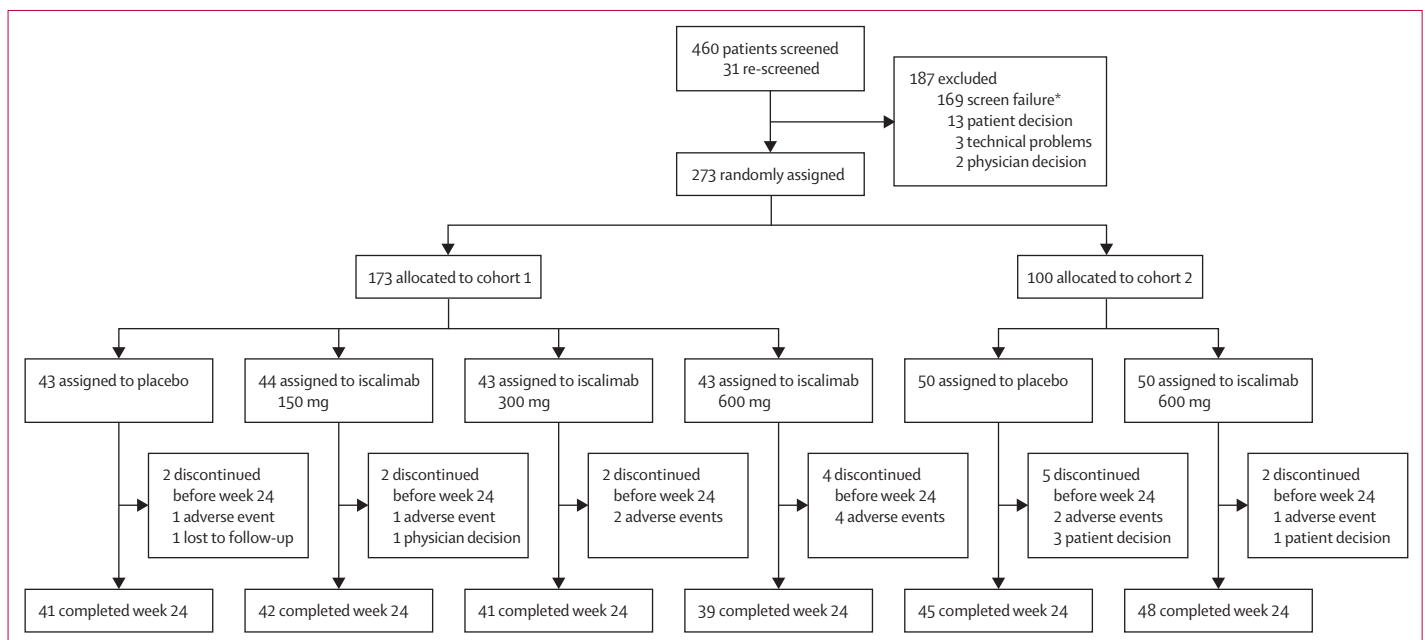 460 patients screened
31 re-screened
187 excluded
169 screen failure*
13 patient decision
3 technical problems
2 physician decision
273 randomly assigned
173 allocated to cohort 1
100 allocated to cohort 2
43 assigned to placebo
44 assigned to iscalimab
150 mg
43 assigned to iscalimab
300 mg
43 assigned to iscalimab
600 mg
50 assigned to placebo
50 assigned to iscalimab
600 mg
2 discontinued
before week 24
1 adverse event
1 lost to follow-up
2 discontinued
before week 24
1 adverse event
1 physician decision
2 discontinued
before week 24
2 adverse events
4 discontinued
before week 24
4 adverse events
5 discontinued
before week 24
2 adverse events
3 patient decision
2 discontinued
before week 24
1 adverse event
1 patient decision
41 completed week 24
42 completed week 24
41 completed week 24
39 completed week 24
45 completed week 24
48 completed week 24